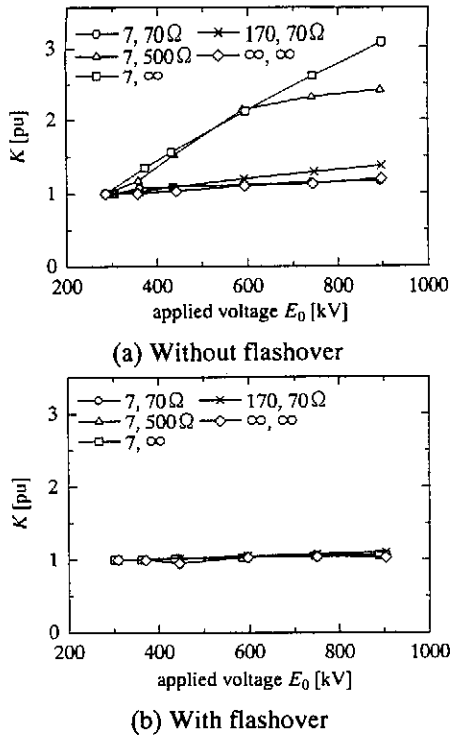 7, 70Ω 170, 70Ω
7, 500Ω ∞, ∞
7, ∞
3
2
1
0
K [pu]
200 400 600 800 1000
applied voltage E₀ [kV]
(a) Without flashover
7, 70Ω 170, 70Ω
7, 500Ω ∞, ∞
7, ∞
3
2
1
0
K [pu]
200 400 600 800 1000
applied voltage E₀ [kV]
(b) With flashover